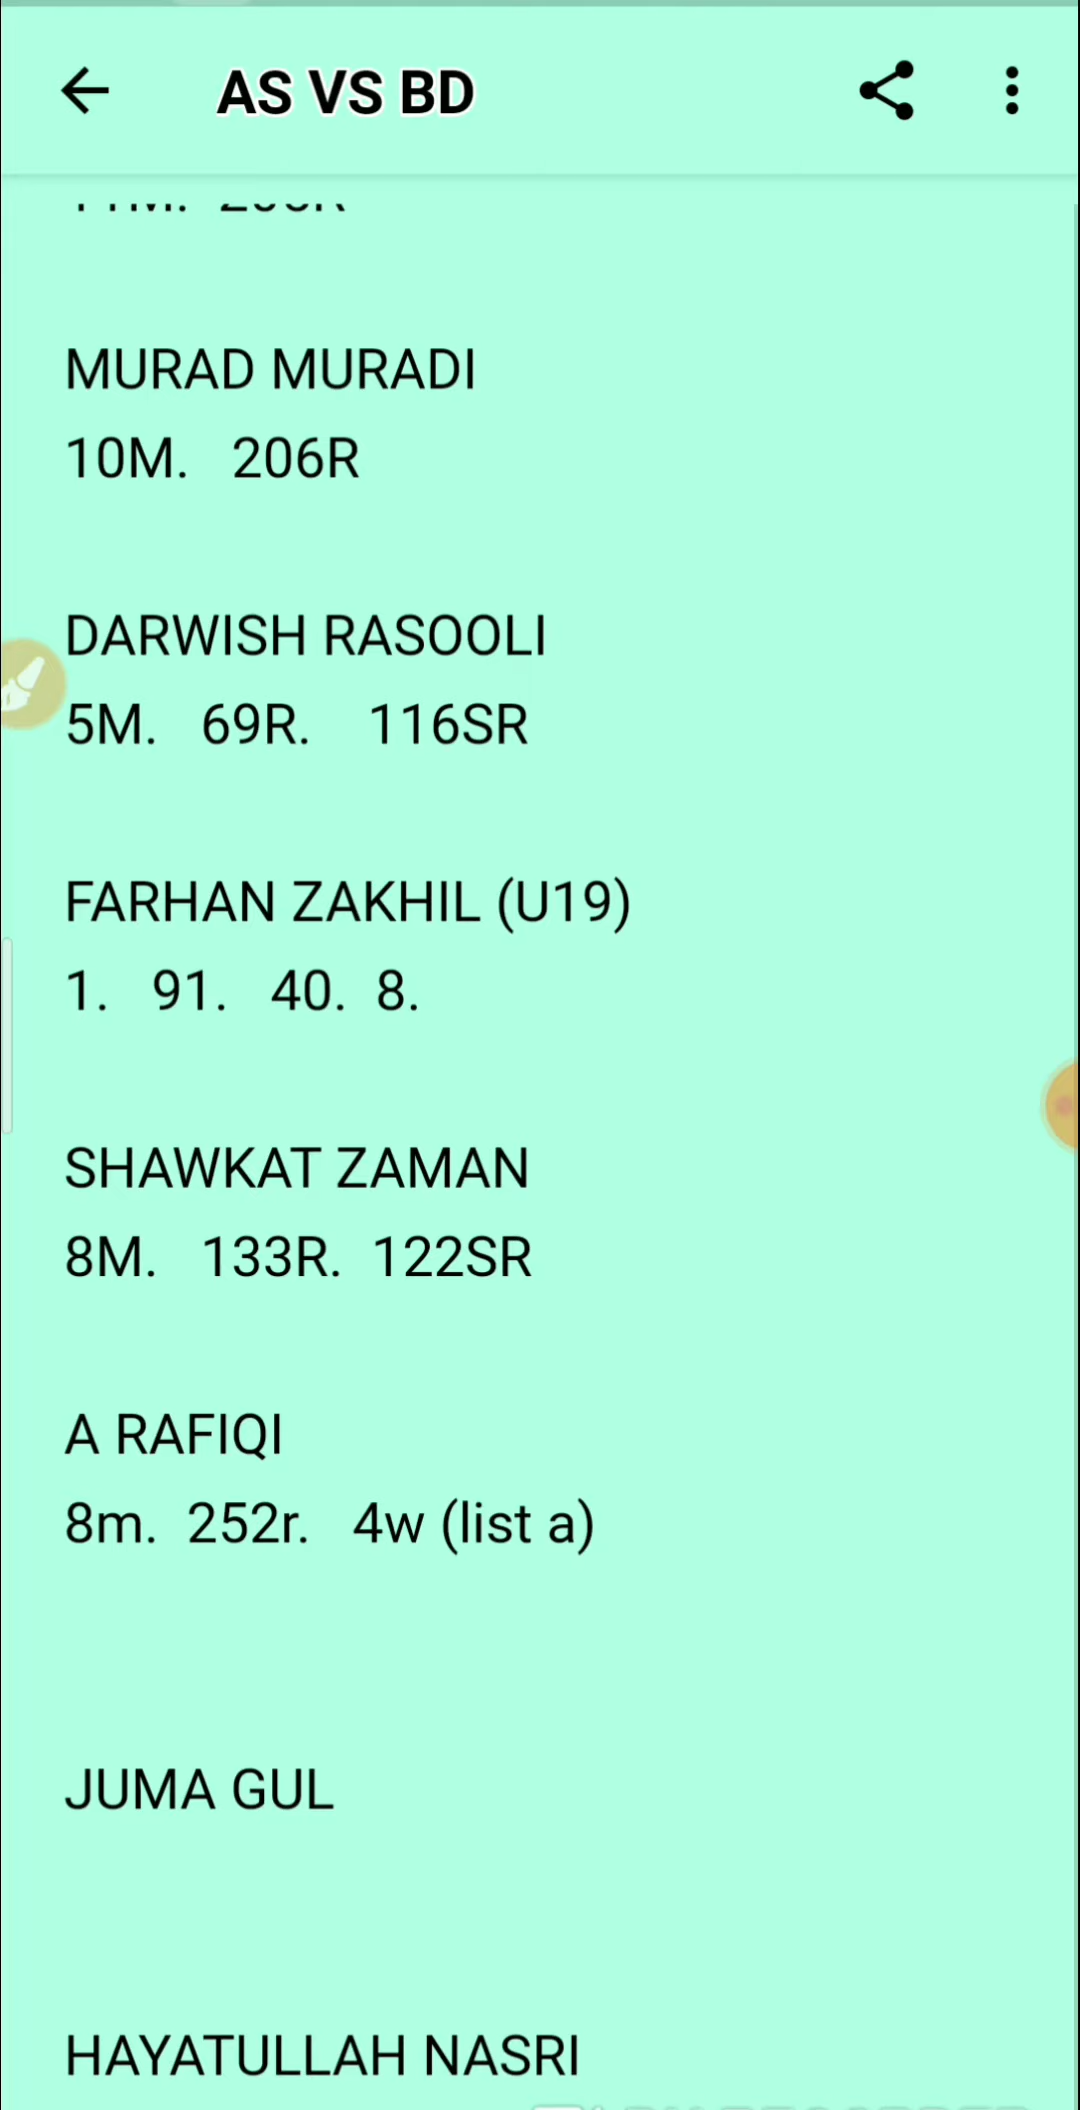 AS VS BD
MURAD MURADI
10M. 206R
DARWISH RASOOLI
5M. 69R. 116SR
FARHAN ZAKHIL (U19)
1. 91. 40. 8.
SHAWKAT ZAMAN
8M. 133R. 122SR
A RAFIQI
8m. 252r. 4w (list a)
JUMA GUL
HAYATULLAH NASRI